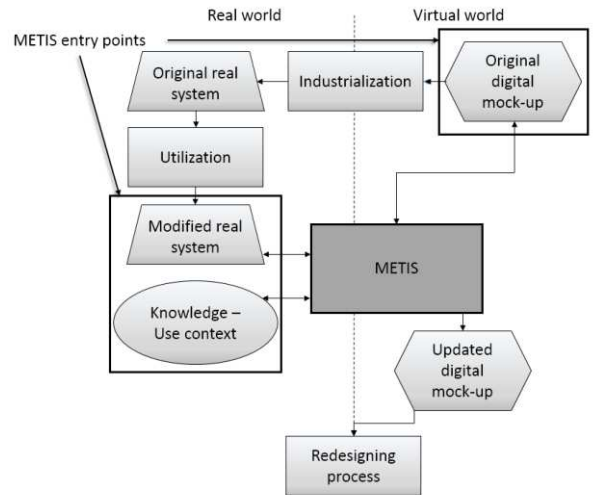 Real world
Virtual world
METIS entry points
Original real
system
Industrialization
Original
digital
mock-up
Utilization
Modified real
system
METIS
Knowledge –
Use context
Updated
digital
mock-up
Redesigning
process